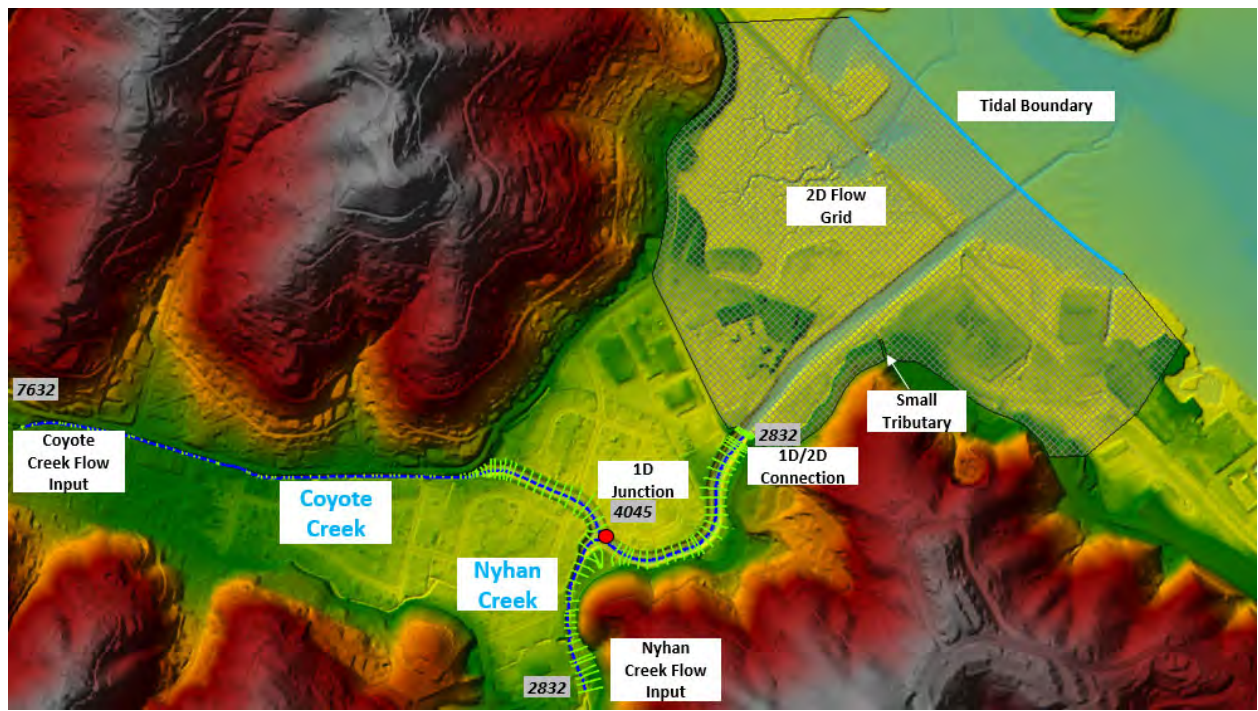 Tidal Boundary
2D Flow
Grid
7632
Small
Tributary
Coyote
Creek Flow
Input
2832
1D/2D
Connection
1D
Junction
4045
Coyote
Creek
Nyhan
Creek
Nyhan
Creek Flow
Input
2832